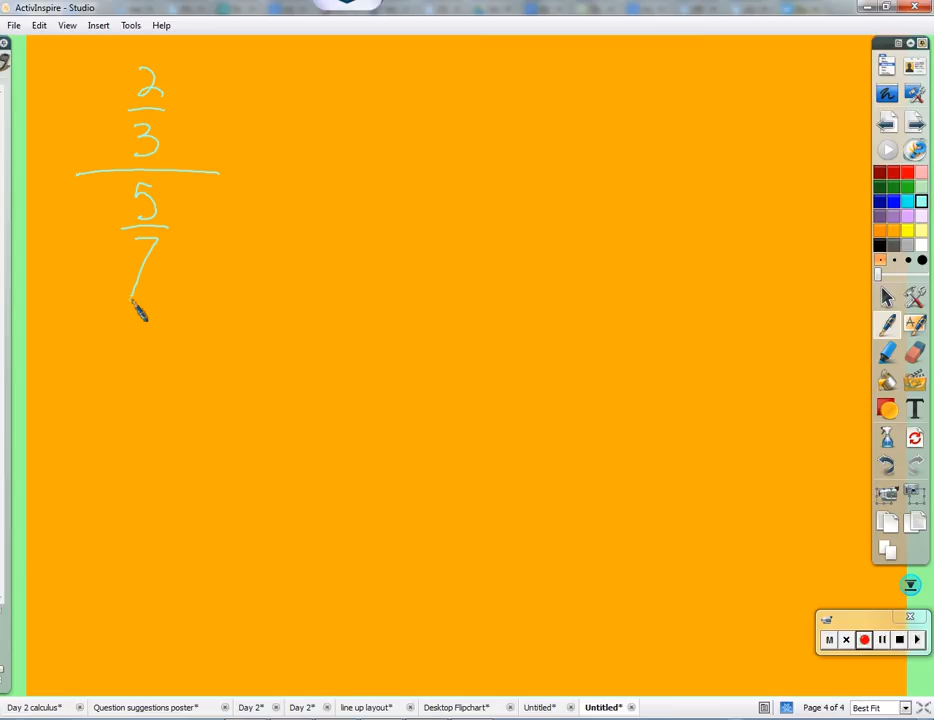 ActivInspire - Studio
File Edit View Insert Tools Help
2
3
5
7
M
Day 2 calculus* Question suggestions poster* Day 2* Day 2* line up layout* Desktop Flipchart* Untitled* Untitled* Page 4 of 4 Best Fit